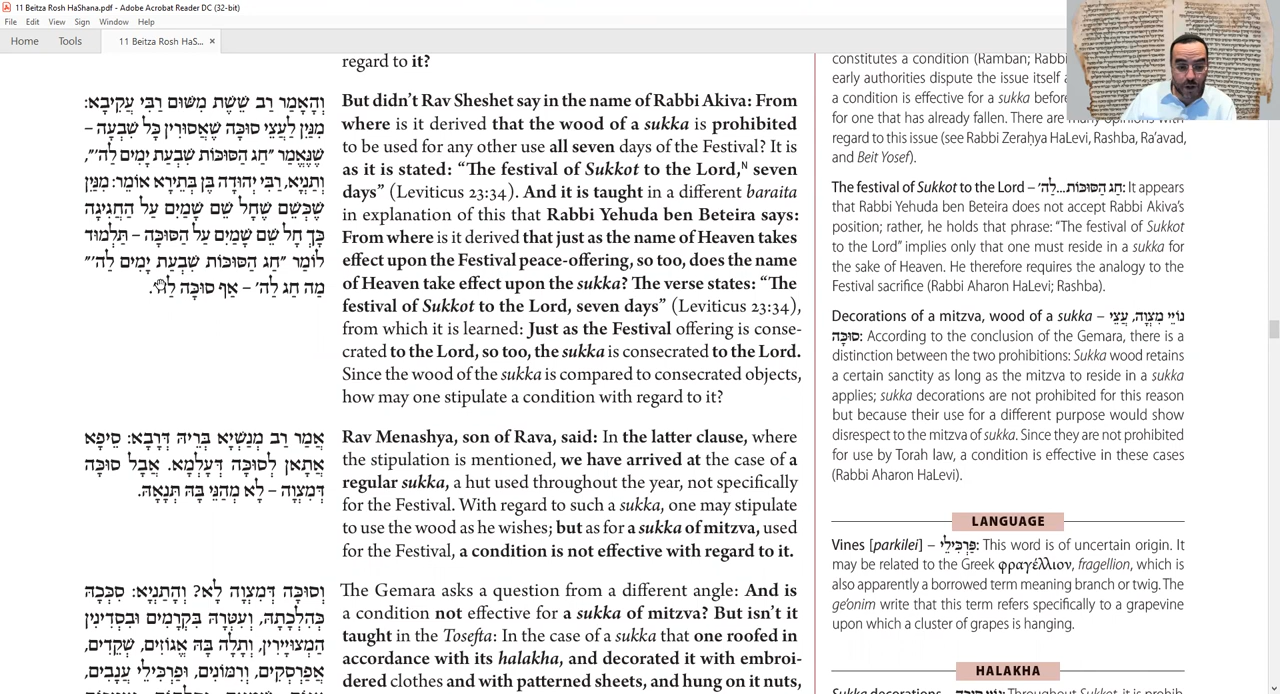 11 Beitza Rosh HaShana.pdf - Adobe Acrobat Reader DC (32-bit)
File Edit View Sign Window Help
Home Tools 11 Beitza Rosh HaS... ×
regard to it?
וְהָאָמַר רַב שֵׁשֶׁת מִשּׁוּם רַבִּי עֲקִיבָא:
מִנַּיִן לַעֲצֵי סוּכָּה שֶׁאֲסוּרִין כָּל שִׁבְעָה –
שֶׁנֶּאֱמַר ״חַג הַסּוּכּוֹת שִׁבְעַת יָמִים לַה׳״,
וְתַנְיָא, רַבִּי יְהוּדָה בֶּן בְּתֵירָא אוֹמֵר: מִנַּיִן
שֶׁכְּשֵׁם שֶׁחָל שֵׁם שָׁמַיִם עַל הַחֲגִיגָה
כָּךְ חָל שֵׁם שָׁמַיִם עַל הַסּוּכָּה – תַּלְמוּד
לוֹמַר ״חַג הַסּוּכּוֹת שִׁבְעַת יָמִים לַה׳״
מַה חַג לַה׳ – אַף סוּכָּה לַה׳.
But didn't Rav Sheshet say in the name of Rabbi Akiva: From
where is it derived that the wood of a sukka is prohibited
to be used for any other use all seven days of the Festival? It is
as it is stated: "The festival of Sukkot to the Lord,N seven
days" (Leviticus 23:34). And it is taught in a different baraita
in explanation of this that Rabbi Yehuda ben Beteira says:
From where is it derived that just as the name of Heaven takes
effect upon the Festival peace-offering, so too, does the name
of Heaven take effect upon the sukka? The verse states: "The
festival of Sukkot to the Lord, seven days" (Leviticus 23:34),
from which it is learned: Just as the Festival offering is conse-
crated to the Lord, so too, the sukka is consecrated to the Lord.
Since the wood of the sukka is compared to consecrated objects,
how may one stipulate a condition with regard to it?
אָמַר רַב מְנַשְּׁיָא בְּרֵיהּ דְּרָבָא: סֵיפָא
אֲתָאן לְסוּכָּה דְּעָלְמָא. אֲבָל סוּכָּה
דְּמִצְוָה – לָא מַהֲנֵי בָּהּ תְּנָאָהּ.
Rav Menashya, son of Rava, said: In the latter clause, where
the stipulation is mentioned, we have arrived at the case of a
regular sukka, a hut used throughout the year, not specifically
for the Festival. With regard to such a sukka, one may stipulate
to use the wood as he wishes; but as for a sukka of mitzva, used
for the Festival, a condition is not effective with regard to it.
וְסוּכָּה דְּמִצְוָה לָא? וְהָתַנְיָא: סִכְּכָהּ
כְּהִלְכָתָהּ, וְעִטְּרָהּ בִּקְרָמִים וּבִסְדִינִין
הַמְצוּיָּירִין, וְתָלָה בָּהּ אֱגוֹזִים, שְׁקֵדִים,
אֲפַרְסְקִים, וְרִמּוֹנִים, וּפַרְכִּילֵי עֲנָבִים,
The Gemara asks a question from a different angle: And is
a condition not effective for a sukka of mitzva? But isn't it
taught in the Tosefta: In the case of a sukka that one roofed in
accordance with its halakha, and decorated it with embroi-
ered clothes and with patterned sheets, and hung on it nuts,
constitutes a condition (Ramban; Rabbi
early authorities dispute the issue itself
a condition is effective for a sukka before
for one that has already fallen. There are many opinions with
regard to this issue (see Rabbi Zeraḥya HaLevi, Rashba, Ra'avad,
and Beit Yosef).
The festival of Sukkot to the Lord – חַג הַסּוּכּוֹת...לַה׳: It appears
that Rabbi Yehuda ben Beteira does not accept Rabbi Akiva's
position; rather, he holds that phrase: "The festival of Sukkot
to the Lord" implies only that one must reside in a sukka for
the sake of Heaven. He therefore requires the analogy to the
Festival sacrifice (Rabbi Aharon HaLevi; Rashba).
Decorations of a mitzva, wood of a sukka – נוֹיֵי מִצְוָה, עֲצֵי
סוּכָּה: According to the conclusion of the Gemara, there is a
distinction between the two prohibitions: Sukka wood retains
a certain sanctity as long as the mitzva to reside in a sukka
applies; sukka decorations are not prohibited for this reason
but because their use for a different purpose would show
disrespect to the mitzva of sukka. Since they are not prohibited
for use by Torah law, a condition is effective in these cases
(Rabbi Aharon HaLevi).
LANGUAGE
Vines [parkilei] – פַּרְכִּילֵי: This word is of uncertain origin. It
may be related to the Greek φραγέλλιον, fragellion, which is
also apparently a borrowed term meaning branch or twig. The
ge'onim write that this term refers specifically to a grapevine
upon which a cluster of grapes is hanging.
HALAKHA